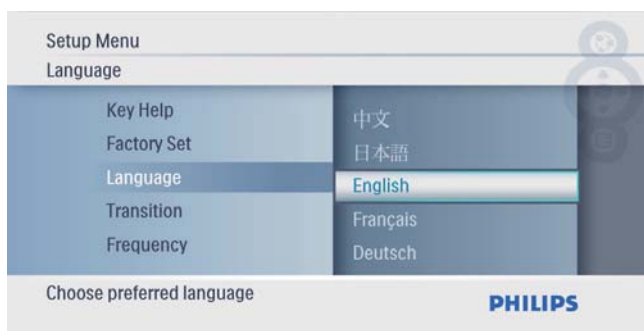 Setup Menu
Language
Key Help
Factory Set
Language
Transition
Frequency
中文
日本語
English
Français
Deutsch
Choose preferred language
PHILIPS